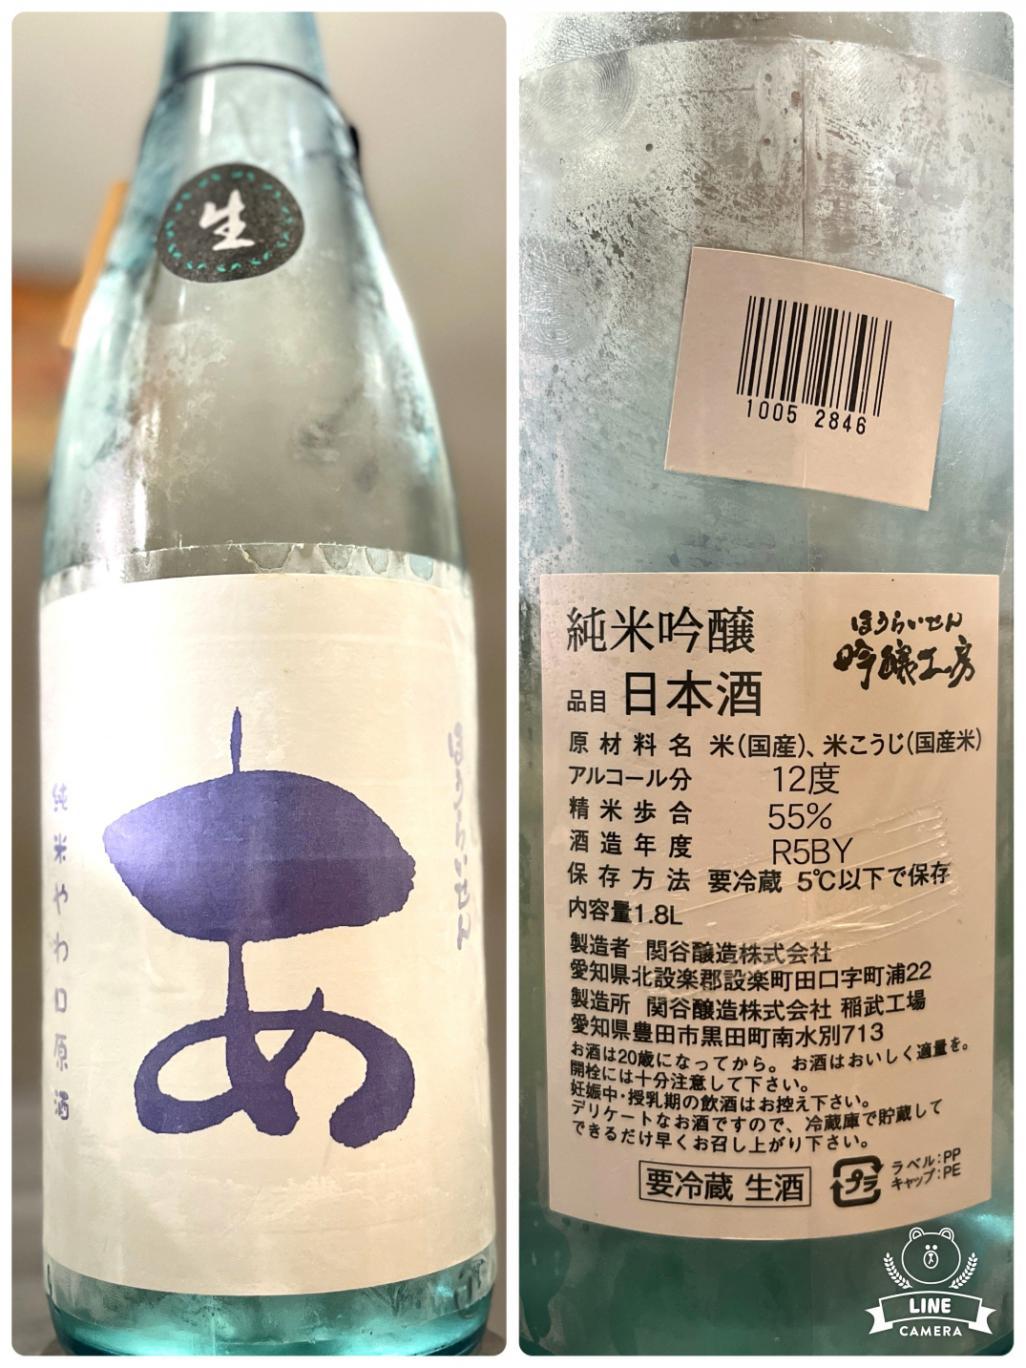 生
あ
ほうらいせん
純米やわ口原酒
1005 2846
純米吟醸
ほうらいせん
吟醸工房
品目 日本酒
原材料名 米(国産)、米こうじ(国産米)
アルコール分 12度
精米歩合 55%
酒造年度 R5BY
保存方法 要冷蔵 5℃以下で保存
内容量1.8L
製造者 関谷醸造株式会社
愛知県北設楽郡設楽町田口字町浦22
製造所 関谷醸造株式会社 稲武工場
愛知県豊田市黒田町南水別713
お酒は20歳になってから。お酒はおいしく適量を。
開栓には十分注意して下さい。
妊娠中・授乳期の飲酒はお控え下さい。
デリケートなお酒ですので、冷蔵庫で貯蔵して
できるだけ早くお召し上がり下さい。
要冷蔵 生酒
プラ
ラベル:PP
キャップ:PE
LINE
CAMERA